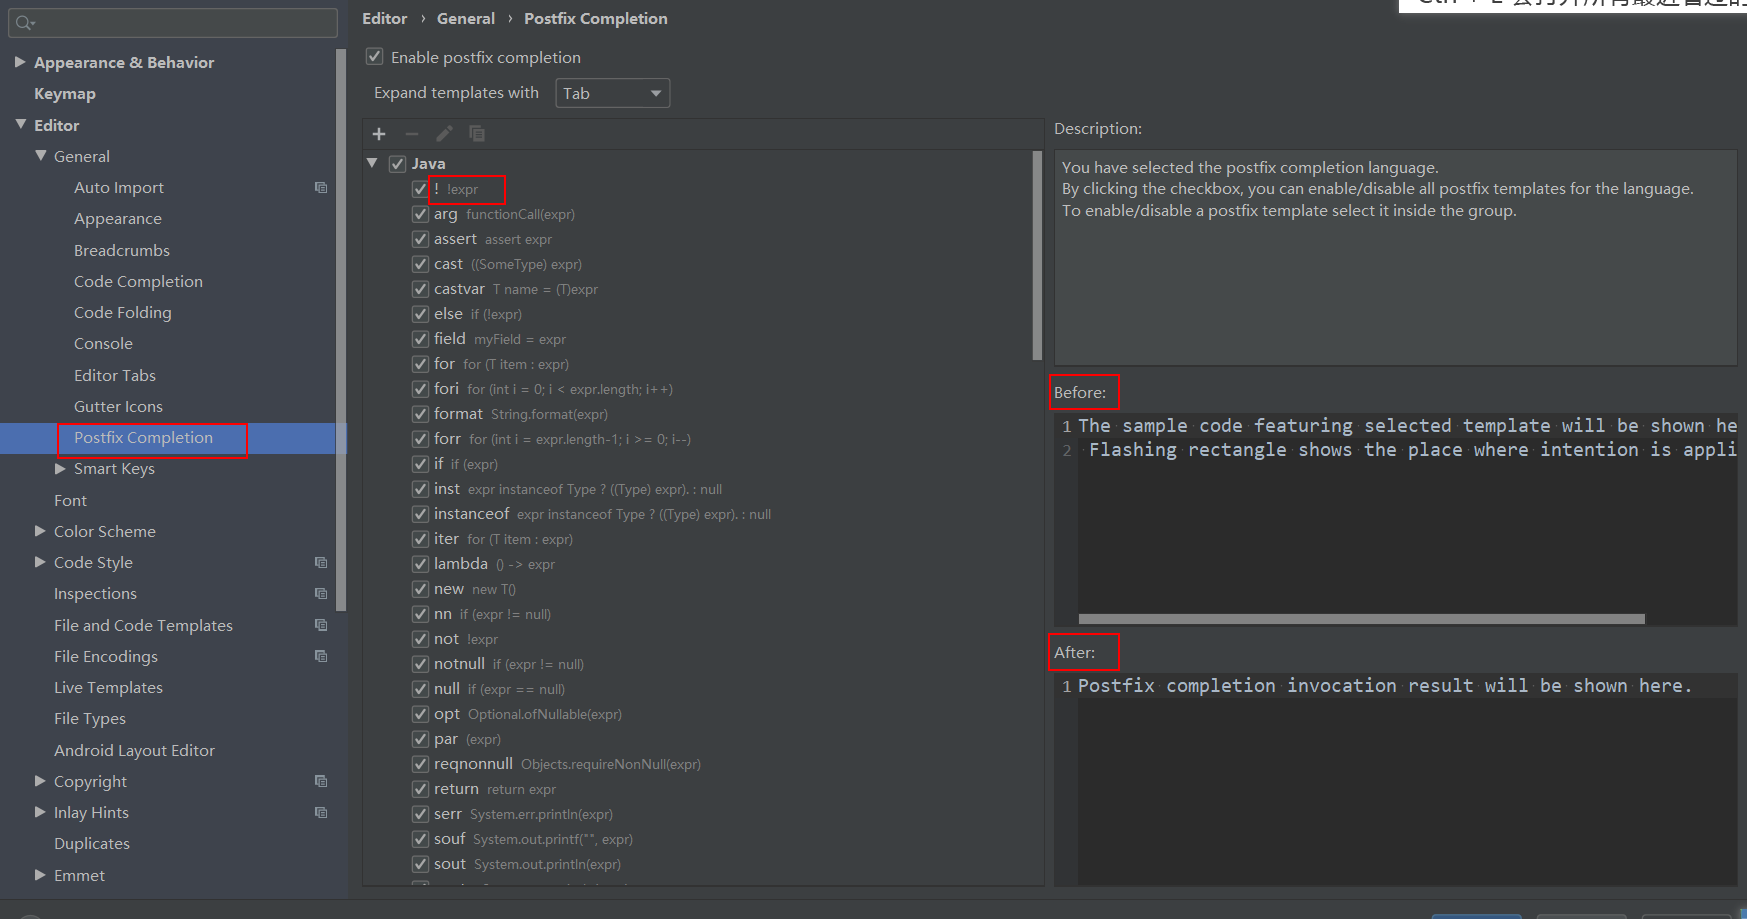 Ctrl + E 会打开所有最近看过的
Appearance & Behavior
Keymap
Editor
General
Auto Import
Appearance
Breadcrumbs
Code Completion
Code Folding
Console
Editor Tabs
Gutter Icons
Postfix Completion
Smart Keys
Font
Color Scheme
Code Style
Inspections
File and Code Templates
File Encodings
Live Templates
File Types
Android Layout Editor
Copyright
Inlay Hints
Duplicates
Emmet
Editor › General › Postfix Completion
Enable postfix completion
Expand templates with Tab
Java
! !expr
arg functionCall(expr)
assert assert expr
cast ((SomeType) expr)
castvar T name = (T)expr
else if (!expr)
field myField = expr
for for (T item : expr)
fori for (int i = 0; i < expr.length; i++)
format String.format(expr)
forr for (int i = expr.length-1; i >= 0; i--)
if if (expr)
inst expr instanceof Type ? ((Type) expr). : null
instanceof expr instanceof Type ? ((Type) expr). : null
iter for (T item : expr)
lambda () -> expr
new new T()
nn if (expr != null)
not !expr
notnull if (expr != null)
null if (expr == null)
opt Optional.ofNullable(expr)
par (expr)
reqnonnull Objects.requireNonNull(expr)
return return expr
serr System.err.println(expr)
souf System.out.printf("", expr)
sout System.out.println(expr)
Description:
You have selected the postfix completion language.
By clicking the checkbox, you can enable/disable all postfix templates for the language.
To enable/disable a postfix template select it inside the group.
Before:
1 The sample code featuring selected template will be shown he
2 Flashing rectangle shows the place where intention is appli
After:
1 Postfix completion invocation result will be shown here.